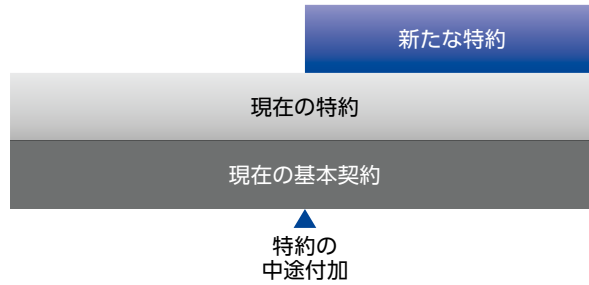 新たな特約
現在の特約
現在の基本契約
特約の
中途付加